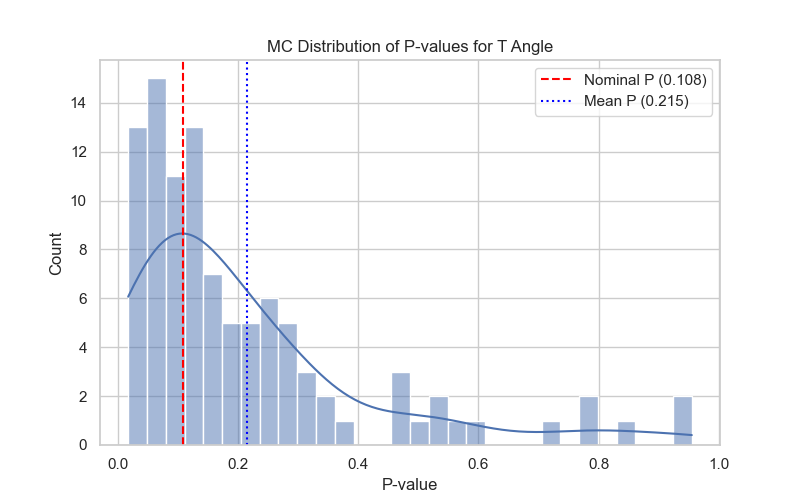 MC Distribution of P-values for T Angle
Nominal P (0.108)
Mean P (0.215)
Count
14
12
10
8
6
4
2
0
0.0 0.2 0.4 0.6 0.8 1.0
P-value